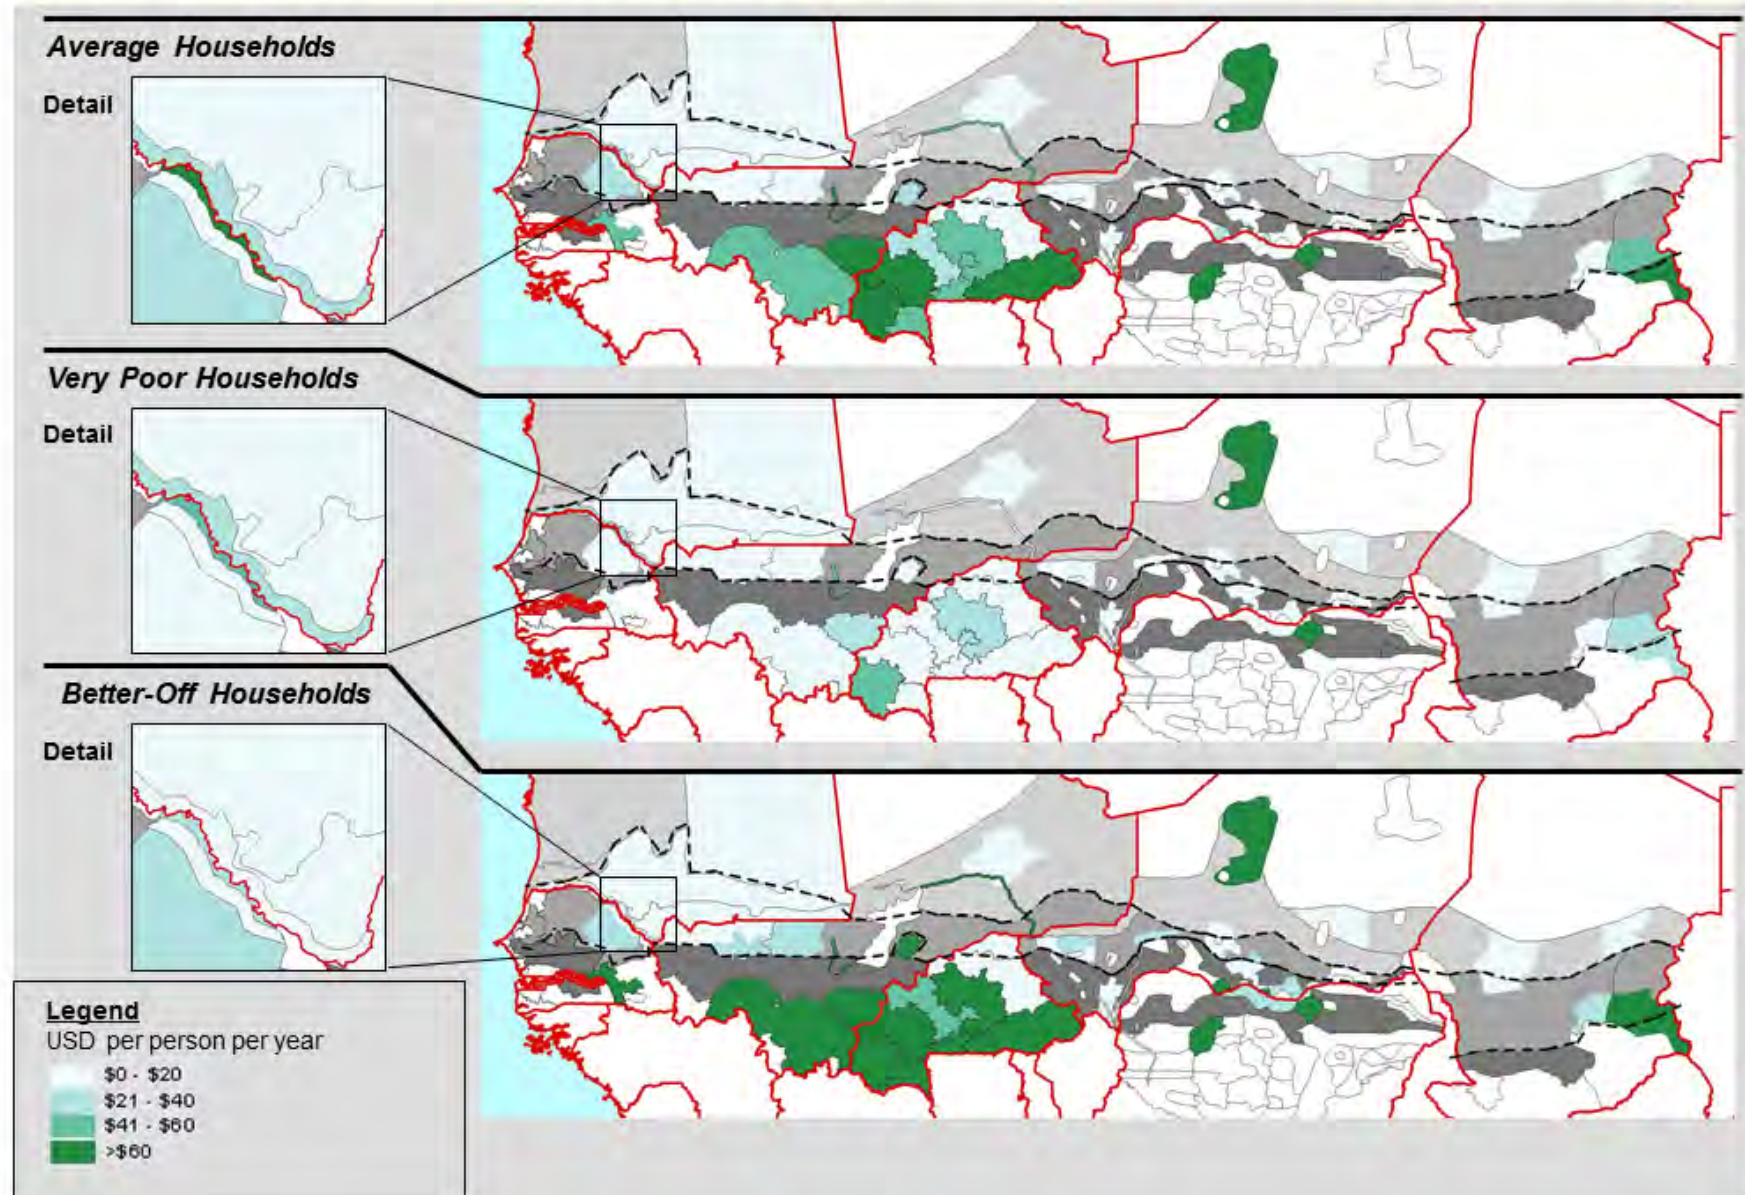 Average Households
Detail
Very Poor Households
Detail
Better-Off Households
Detail
Legend
USD per person per year
$0 - $20
$21 - $40
$41 - $60
>$60